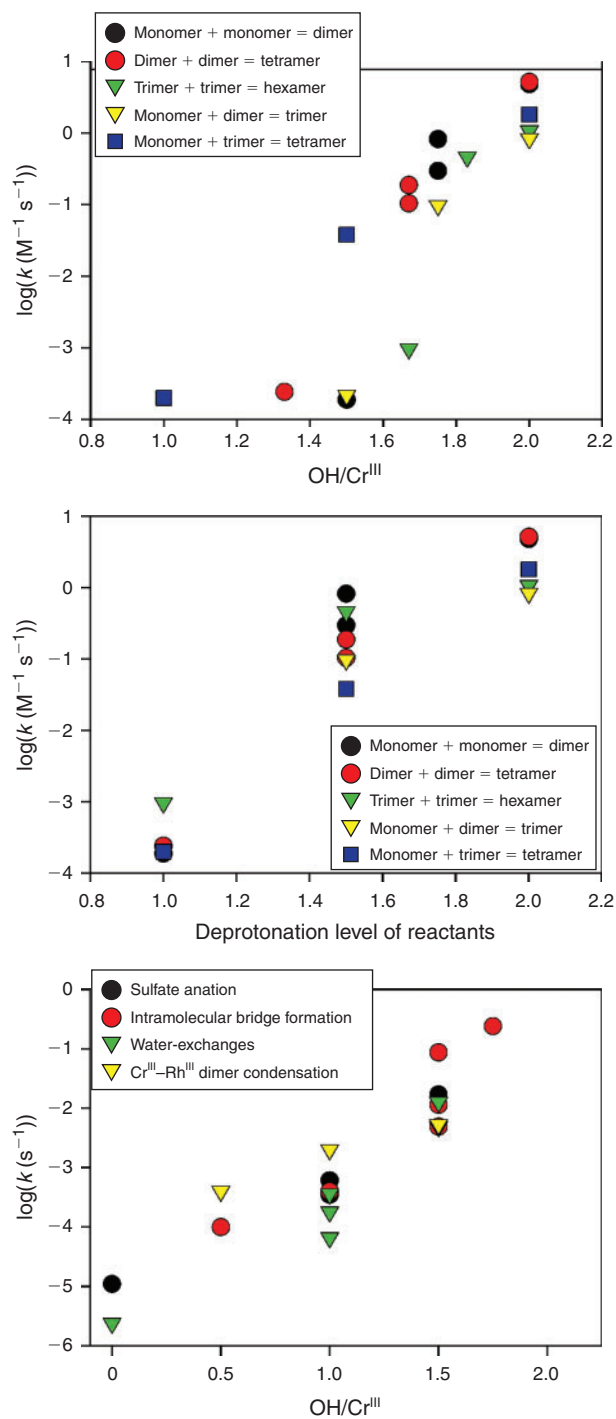 Monomer + monomer = dimer
Dimer + dimer = tetramer
Trimer + trimer = hexamer
Monomer + dimer = trimer
Monomer + trimer = tetramer
1
0
−1
−2
−3
−4
log(k (M⁻¹ s⁻¹))
0.8 1.0 1.2 1.4 1.6 1.8 2.0 2.2
OH/Crᴵᴵᴵ
1
0
−1
−2
−3
−4
log(k (M⁻¹ s⁻¹))
Monomer + monomer = dimer
Dimer + dimer = tetramer
Trimer + trimer = hexamer
Monomer + dimer = trimer
Monomer + trimer = tetramer
0.8 1.0 1.2 1.4 1.6 1.8 2.0 2.2
Deprotonation level of reactants
Sulfate anation
Intramolecular bridge formation
Water-exchanges
Crᴵᴵᴵ–Rhᴵᴵᴵ dimer condensation
0
−1
−2
−3
−4
−5
−6
log(k (s⁻¹))
0 0.5 1.0 1.5 2.0
OH/Crᴵᴵᴵ